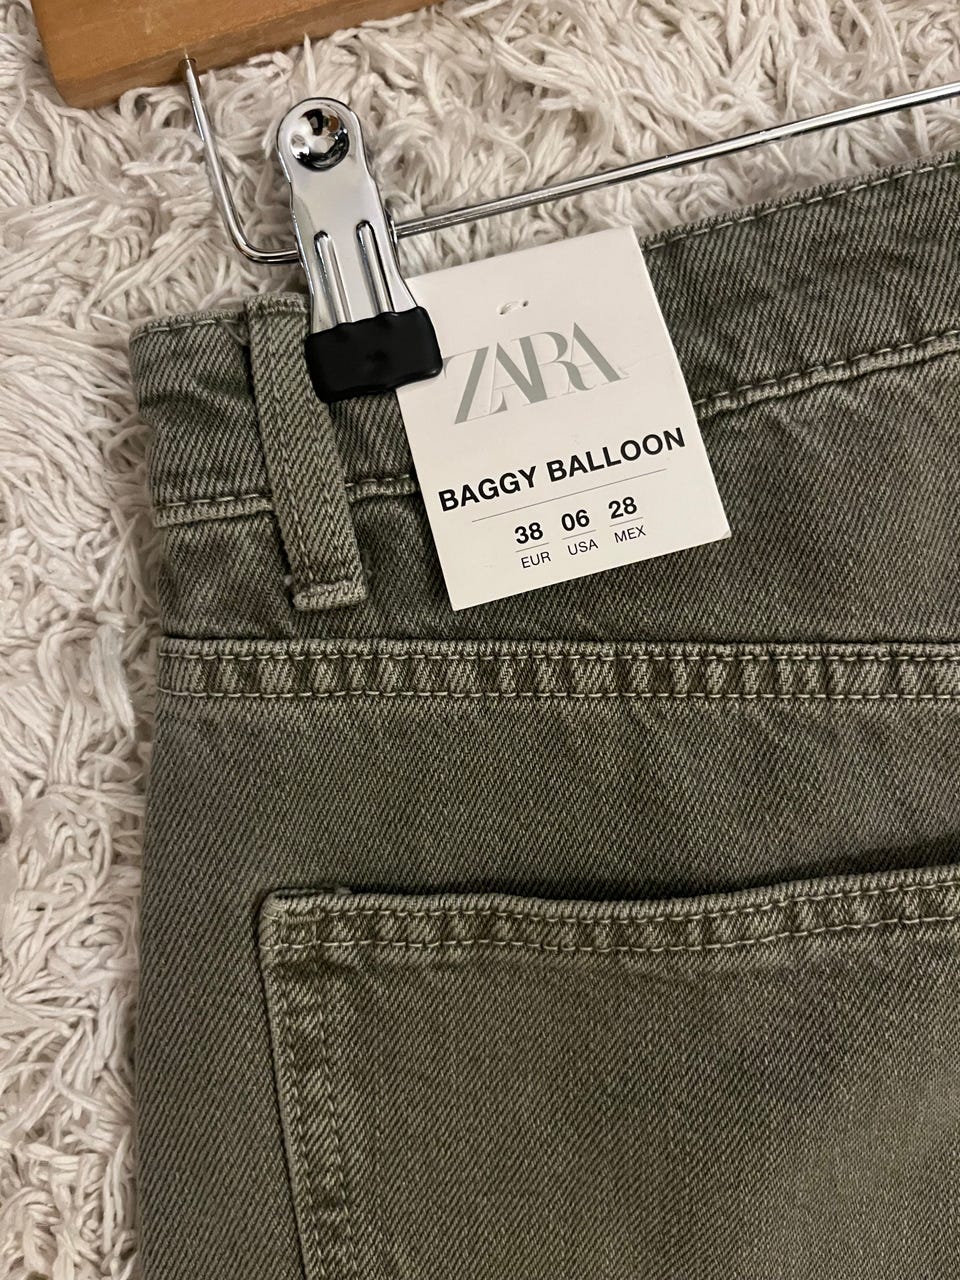 ZARA
BAGGY BALLOON
38 06 28
EUR USA MEX